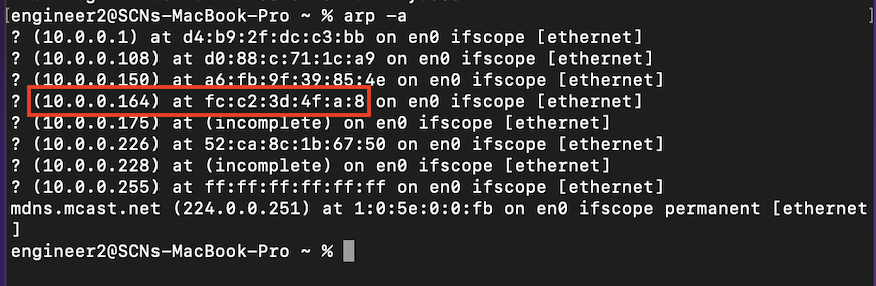 [engineer2@SCNs-MacBook-Pro ~ % arp -a ]
? (10.0.0.1) at d4:b9:2f:dc:c3:bb on en0 ifscope [ethernet]
? (10.0.0.108) at d0:88:c:71:1c:a9 on en0 ifscope [ethernet]
? (10.0.0.150) at a6:fb:9f:39:85:4e on en0 ifscope [ethernet]
? (10.0.0.164) at fc:c2:3d:4f:a:8 on en0 ifscope [ethernet]
? (10.0.0.175) at (incomplete) on en0 ifscope [ethernet]
? (10.0.0.226) at 52:ca:8c:1b:67:50 on en0 ifscope [ethernet]
? (10.0.0.228) at (incomplete) on en0 ifscope [ethernet]
? (10.0.0.255) at ff:ff:ff:ff:ff:ff on en0 ifscope [ethernet]
mdns.mcast.net (224.0.0.251) at 1:0:5e:0:0:fb on en0 ifscope permanent [ethernet
]
engineer2@SCNs-MacBook-Pro ~ %